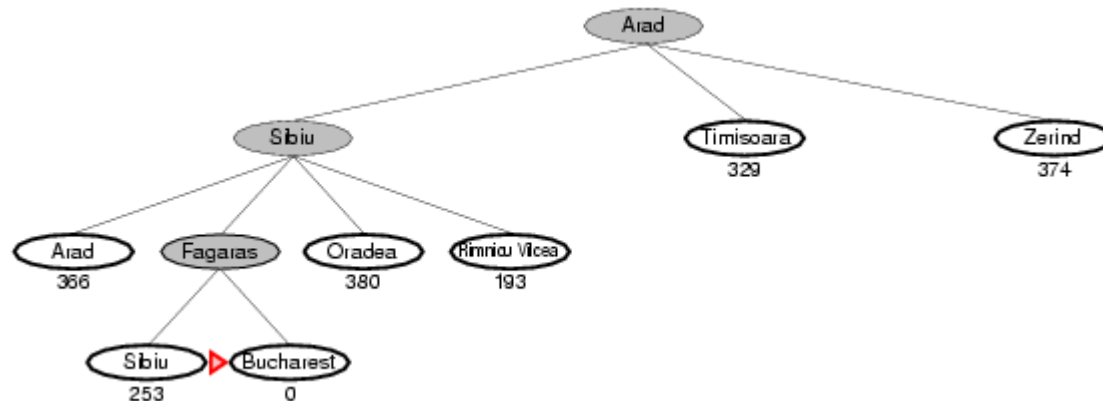 Arad
Sibiu
Timisoara
Zerind
329
374
Arad
Fagaras
Oradea
Rimnicu Vilcea
366
380
193
Sibiu
Bucharest
253
0